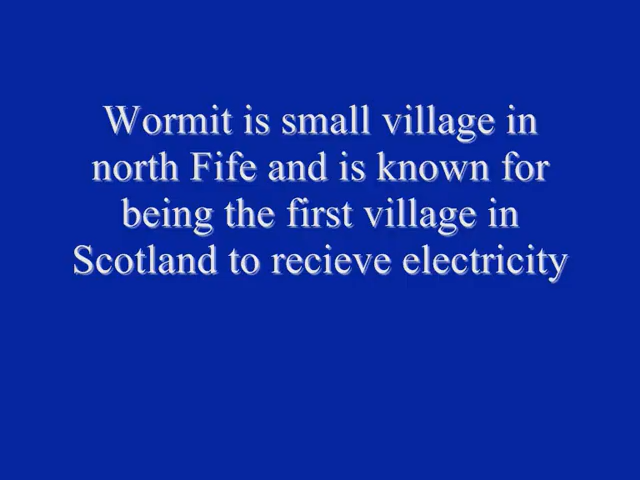 Wormit is small village in
north Fife and is known for
being the first village in
Scotland to recieve electricity